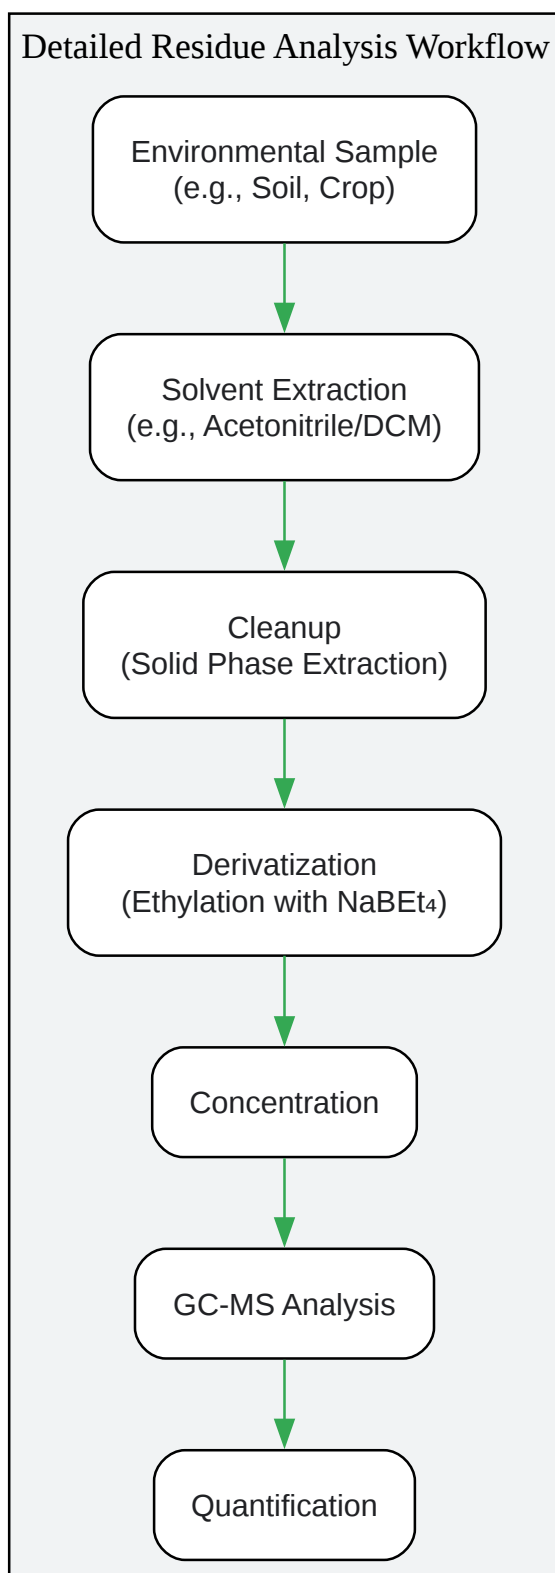 Detailed Residue Analysis Workflow
Environmental Sample
(e.g., Soil, Crop)
Solvent Extraction
(e.g., Acetonitrile/DCM)
Cleanup
(Solid Phase Extraction)
Derivatization
(Ethylation with NaBEt₄)
Concentration
GC-MS Analysis
Quantification